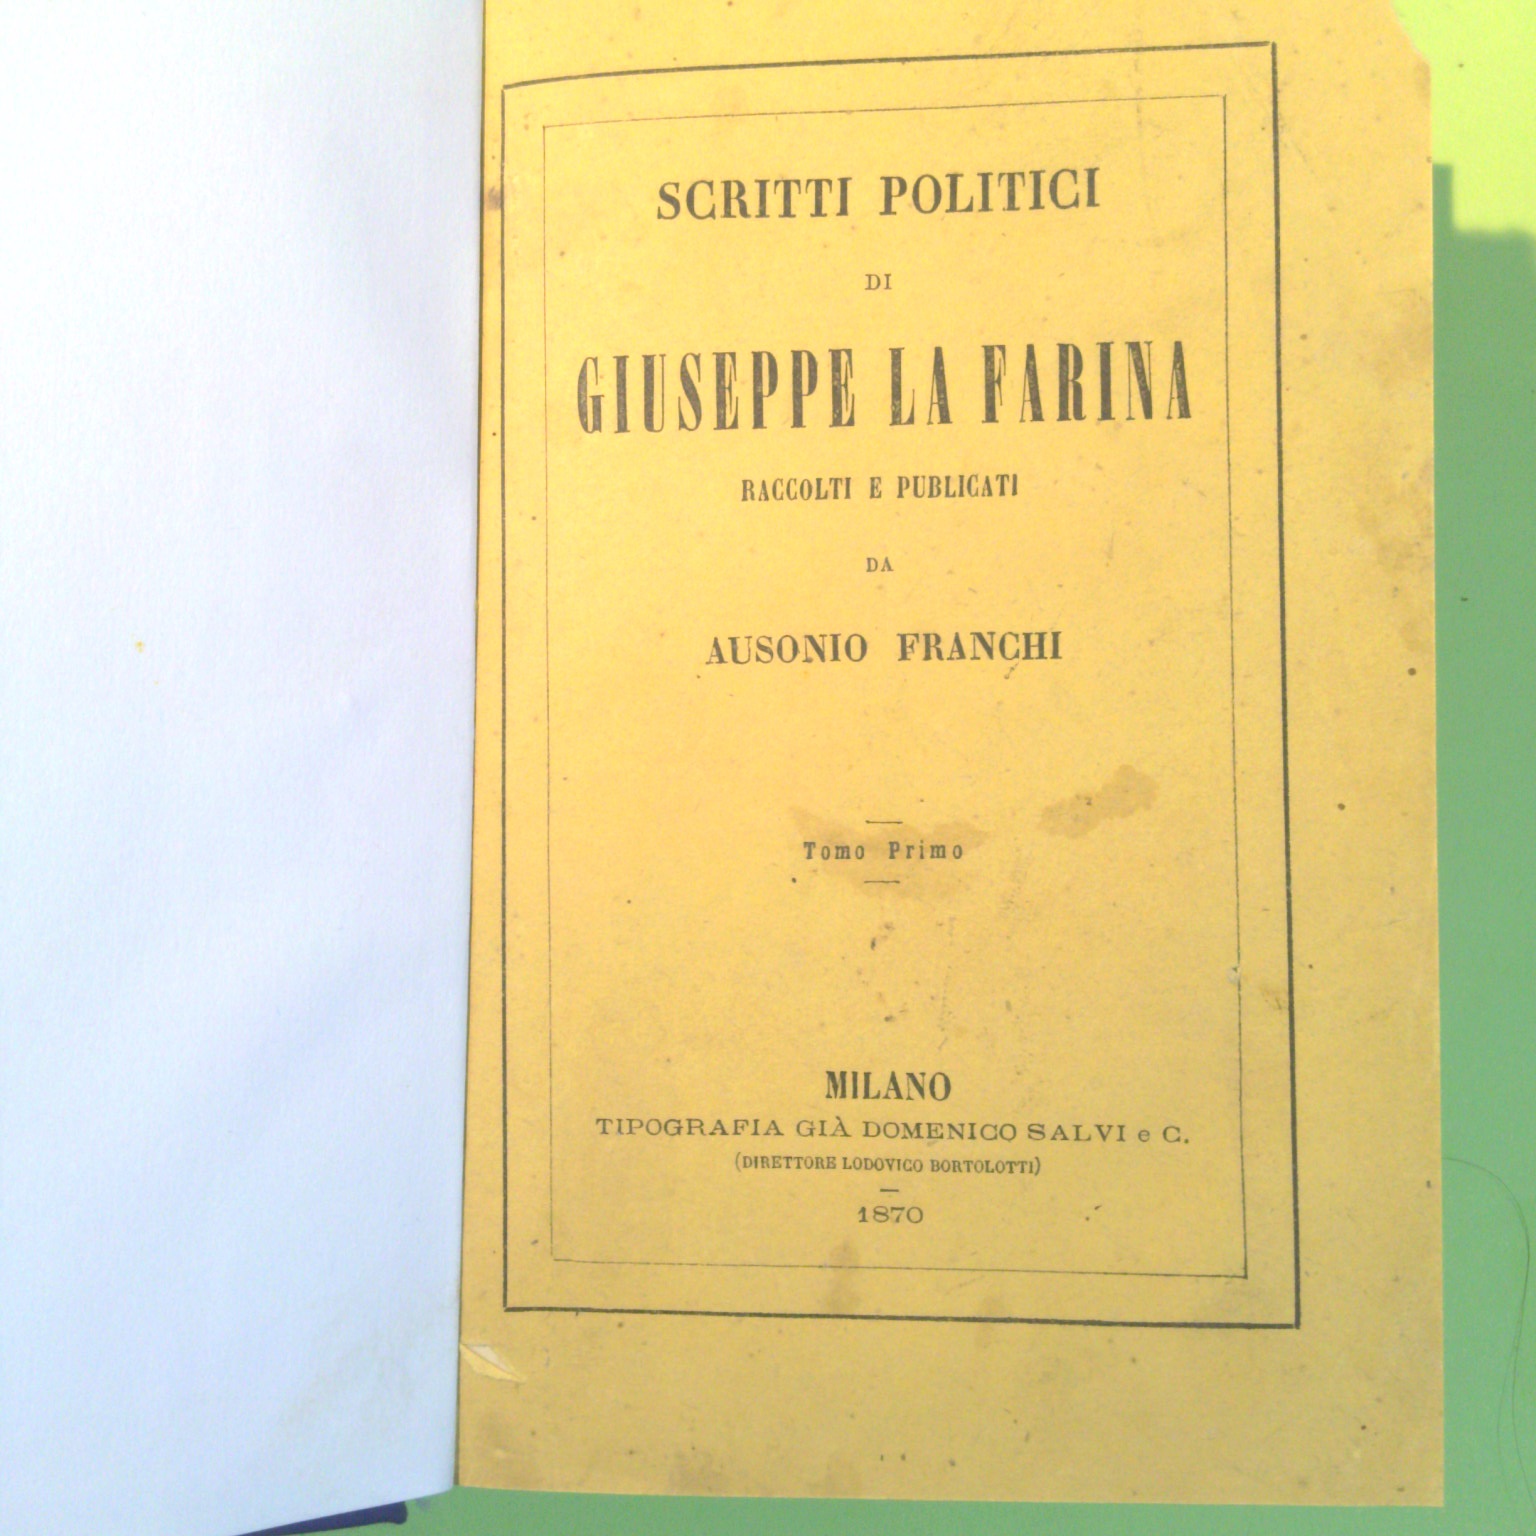 SCRITTI POLITICI
DI
GIUSEPPE LA FARINA
RACCOLTI E PUBLICATI
DA
AUSONIO FRANCHI
Tomo Primo
MILANO
TIPOGRAFIA GIÀ DOMENICO SALVI e C.
(DIRETTORE LODOVICO BORTOLOTTI)
1870